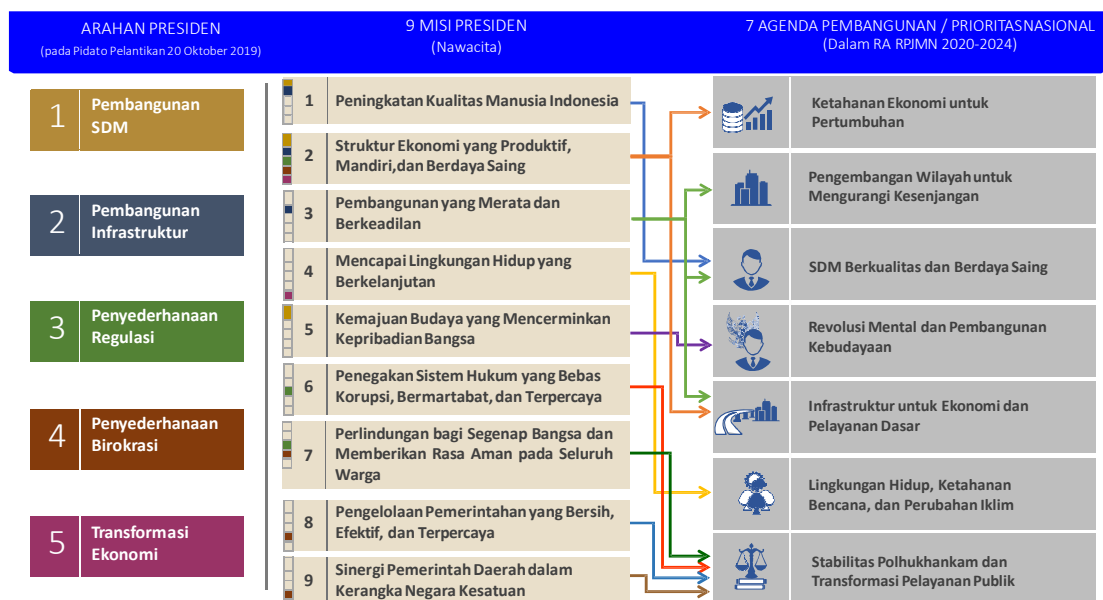 ARAHAN PRESIDEN
(pada Pidato Pelantikan 20 Oktober 2019)
9 MISI PRESIDEN
(Nawacita)
7 AGENDA PEMBANGUNAN / PRIORITASNASIONAL
(Dalam RA RPJMN 2020-2024)
1
Pembangunan
SDM
2
Pembangunan
Infrastruktur
3
Penyederhanaan
Regulasi
4
Penyederhanaan
Birokrasi
5
Transformasi
Ekonomi
1
Peningkatan Kualitas Manusia Indonesia
2
Struktur Ekonomi yang Produktif,
Mandiri,dan Berdaya Saing
3
Pembangunan yang Merata dan
Berkeadilan
4
Mencapai Lingkungan Hidup yang
Berkelanjutan
5
Kemajuan Budaya yang Mencerminkan
Kepribadian Bangsa
6
Penegakan Sistem Hukum yang Bebas
Korupsi, Bermartabat, dan Terpercaya
7
Perlindungan bagi Segenap Bangsa dan
Memberikan Rasa Aman pada Seluruh
Warga
8
Pengelolaan Pemerintahan yang Bersih,
Efektif, dan Terpercaya
9
Sinergi Pemerintah Daerah dalam
Kerangka Negara Kesatuan
Ketahanan Ekonomi untuk
Pertumbuhan
Pengembangan Wilayah untuk
Mengurangi Kesenjangan
SDM Berkualitas dan Berdaya Saing
Revolusi Mental dan Pembangunan
Kebudayaan
Infrastruktur untuk Ekonomi dan
Pelayanan Dasar
Lingkungan Hidup, Ketahanan
Bencana, dan Perubahan Iklim
Stabilitas Polhukhankam dan
Transformasi Pelayanan Publik